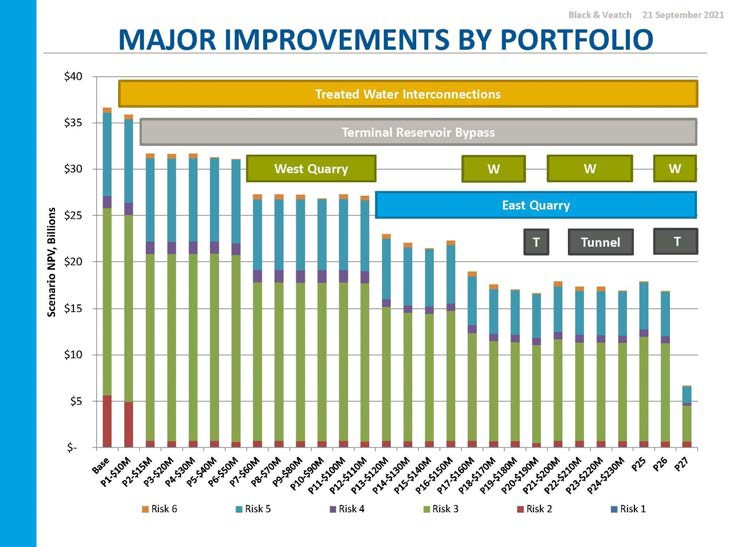 Black & Veatch 21 September 2021
MAJOR IMPROVEMENTS BY PORTFOLIO
$40
$35
$30
$25
$20
$15
$10
$5
$-
Scenario NPV, Billions
Treated Water Interconnections
Terminal Reservoir Bypass
West Quarry
W
W
W
East Quarry
T
Tunnel
T
Base
P1-$10M
P2-$15M
P3-$20M
P4-$30M
P5-$40M
P6-$50M
P7-$60M
P8-$70M
P9-$80M
P10-$90M
P11-$100M
P12-$110M
P13-$120M
P14-$130M
P15-$140M
P16-$150M
P17-$160M
P18-$170M
P19-$180M
P20-$190M
P21-$200M
P22-$210M
P23-$220M
P24-$230M
P25
P26
P27
Risk 6
Risk 5
Risk 4
Risk 3
Risk 2
Risk 1